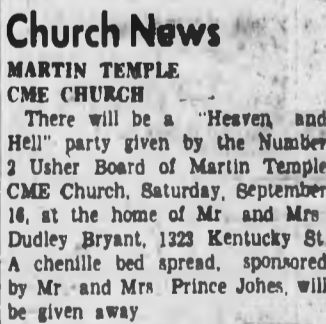 Church News
MARTIN TEMPLE
CME CHURCH
There will be a "Heaven, and
Hell" party given by the Number
2 Usher Board of Martin Temple
CME Church, Saturday, September
16, at the home of Mr and Mrs
Dudley Bryant, 1323 Kentucky St.
A chenille bed spread, sponsored
by Mr and Mrs Prince Johes, will
be given away